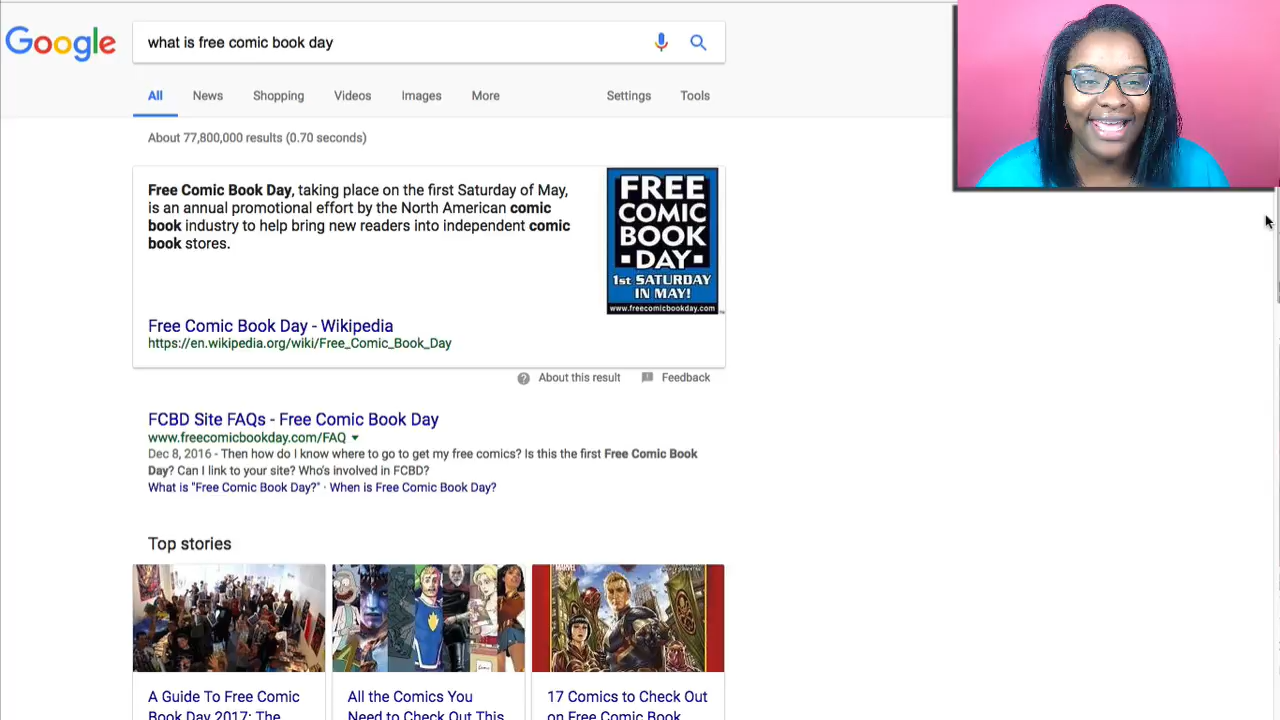 Google
what is free comic book day
All News Shopping Videos Images More Settings Tools
About 77,800,000 results (0.70 seconds)
Free Comic Book Day, taking place on the first Saturday of May,
is an annual promotional effort by the North American comic
book industry to help bring new readers into independent comic
book stores.
FREE
COMIC
BOOK
DAY
1st SATURDAY
IN MAY!
www.freecomicbookday.com
Free Comic Book Day - Wikipedia
https://en.wikipedia.org/wiki/Free_Comic_Book_Day
About this result Feedback
FCBD Site FAQs - Free Comic Book Day
www.freecomicbookday.com/FAQ
Dec 8, 2016 - Then how do I know where to go to get my free comics? Is this the first Free Comic Book
Day? Can I link to your site? Who's involved in FCBD?
What is "Free Comic Book Day?" · When is Free Comic Book Day?
Top stories
MARVEL
A Guide To Free Comic
Book Day 2017: The
All the Comics You
Need to Check Out This
17 Comics to Check Out
on Free Comic Book